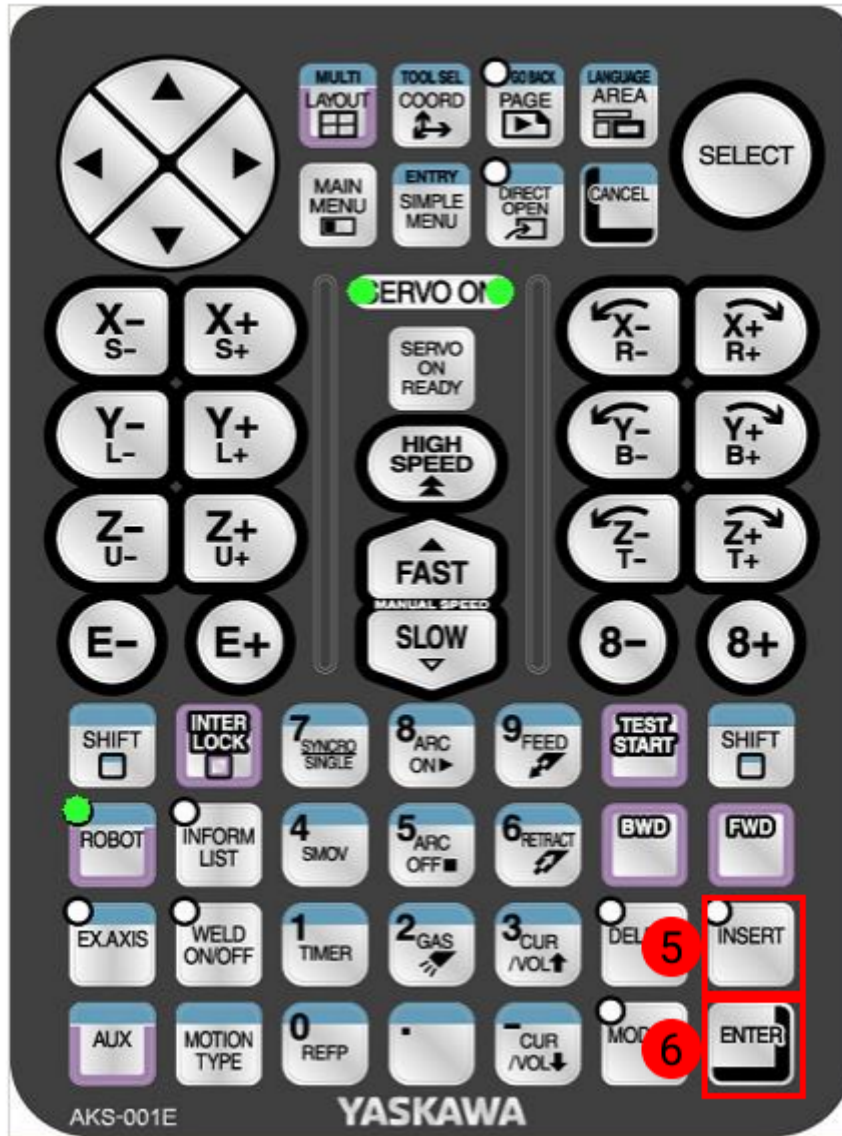 MULTI
LAYOUT
TOOL SEL
COORD
GO BACK
PAGE
LANGUAGE
AREA
SELECT
MAIN
MENU
ENTRY
SIMPLE
MENU
DIRECT
OPEN
CANCEL
SERVO ON
X-
S-
X+
S+
SERVO
ON
READY
X-
R-
X+
R+
Y-
L-
Y+
L+
HIGH
SPEED
Y-
B-
Y+
B+
Z-
U-
Z+
U+
FAST
MANUAL SPEED
SLOW
Z-
T-
Z+
T+
E-
E+
8-
8+
SHIFT
INTER
LOCK
7
SYNCRO
SINGLE
8 ARC
ON
9 FEED
TEST
START
SHIFT
ROBOT
INFORM
LIST
4
SMOV
5 ARC
OFF
6 RETRACT
BWD
FWD
EX.AXIS
WELD
ON/OFF
1
TIMER
2 GAS
3 CUR
/VOL
DEL
5
INSERT
AUX
MOTION
TYPE
0
REFP
.
-
CUR
/VOL
MOD
6
ENTER
AKS-001E
YASKAWA